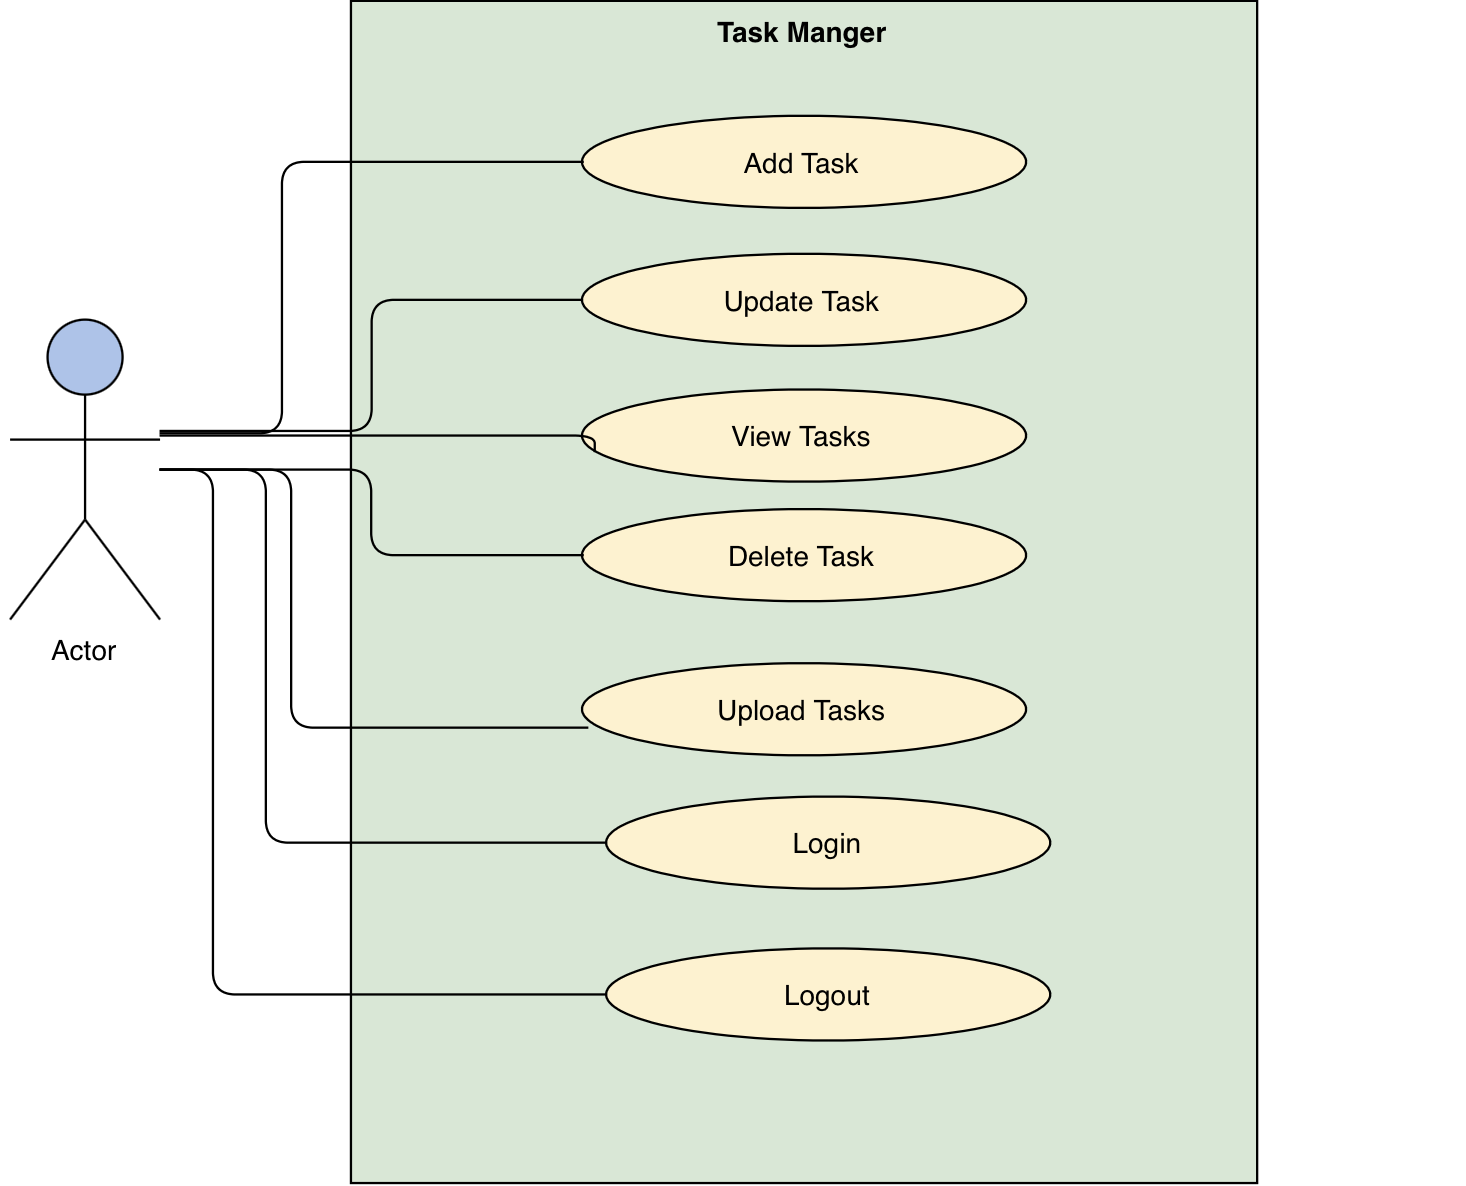 Task Manger
Add Task
Update Task
View Tasks
Delete Task
Actor
Upload Tasks
Login
Logout